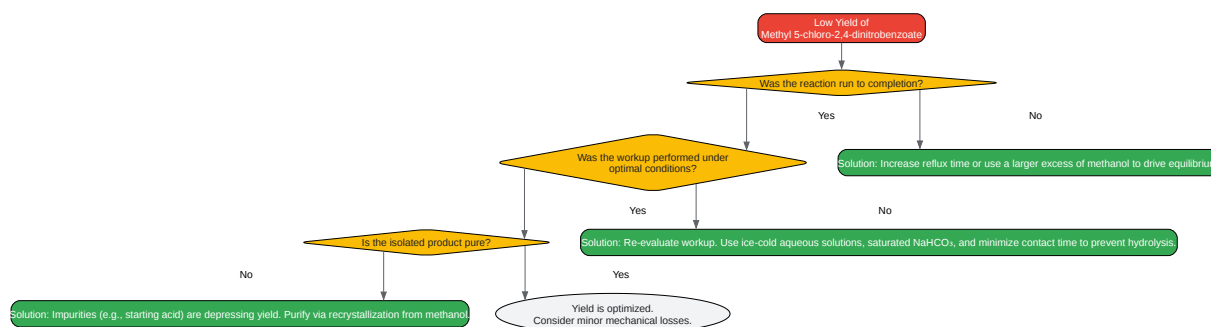 Low Yield of
Methyl 5-chloro-2,4-dinitrobenzoate
Was the reaction run to completion?
Yes
No
Was the workup performed under
optimal conditions?
Solution: Increase reflux time or use a larger excess of methanol to drive
Yes
No
Is the isolated product pure?
Solution: Re-evaluate workup. Use ice-cold aqueous solutions, saturated NaHCO₃, and minimize contact time to prevent hydrolysis.
No
Yes
Solution: Impurities (e.g., starting acid) are depressing yield. Purify via recrystallization from methanol.
Yield is optimized.
Consider minor mechanical losses.